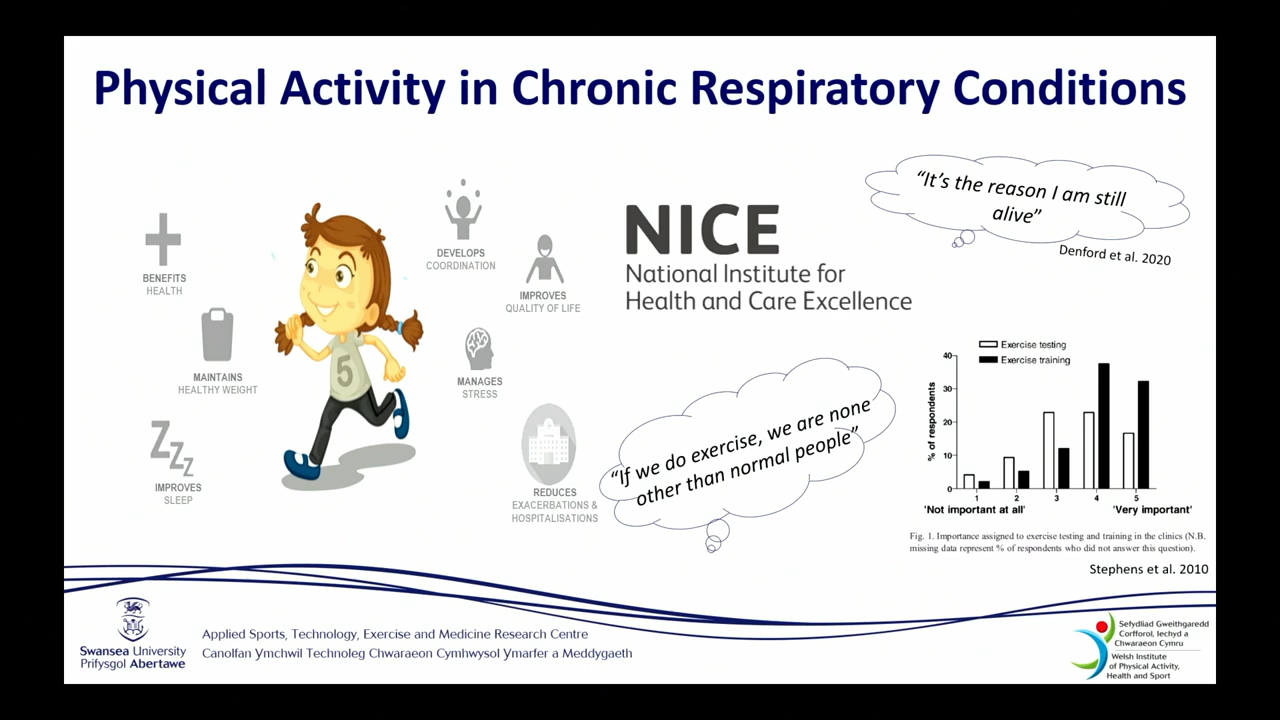 Physical Activity in Chronic Respiratory Conditions
BENEFITS
HEALTH
MAINTAINS
HEALTHY WEIGHT
ZZZ
IMPROVES
SLEEP
5
DEVELOPS
COORDINATION
IMPROVES
QUALITY OF LIFE
MANAGES
STRESS
REDUCES
EXACERBATIONS &
HOSPITALISATIONS
NICE
National Institute for
Health and Care Excellence
“It’s the reason I am still
alive”
Denford et al. 2020
“If we do exercise, we are none
other than normal people”
Exercise testing
Exercise training
% of respondents
40
30
20
10
0
1 2 3 4 5
'Not important at all' 'Very important'
Fig. 1. Importance assigned to exercise testing and training in the clinics (N.B.
missing data represent % of respondents who did not answer this question).
Stephens et al. 2010
Swansea University
Prifysgol Abertawe
Applied Sports, Technology, Exercise and Medicine Research Centre
Canolfan Ymchwil Technoleg Chwaraeon Cymhwysol Ymarfer a Meddygaeth
Sefydliad Gweithgaredd
Corfforol, Iechyd a
Chwaraeon Cymru
Welsh Institute
of Physical Activity,
Health and Sport